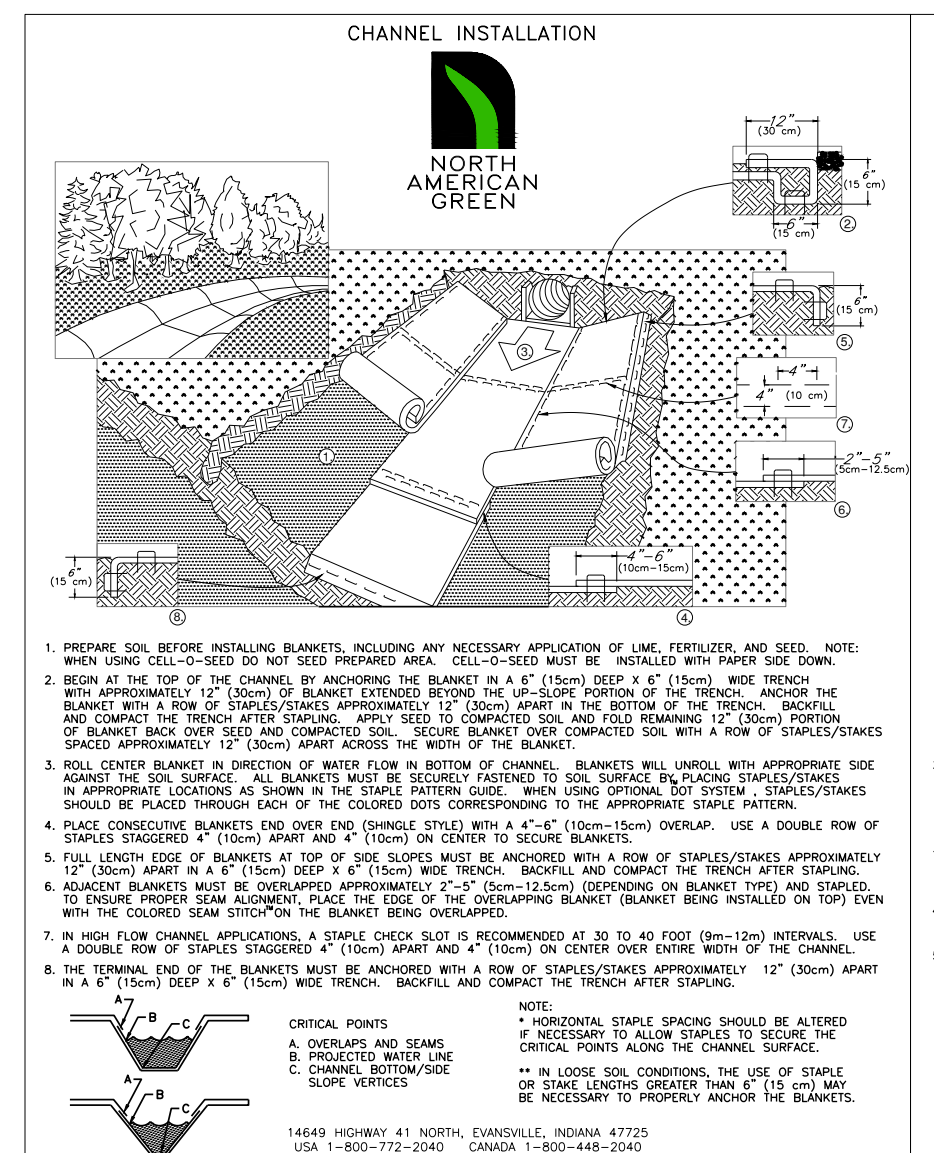 CHANNEL INSTALLATION
NORTH
AMERICAN
GREEN
12"
(30 cm)
6"
(15 cm)
6"
(15 cm)
2.
6"
(15 cm)
5.
3.
4"
4"
(10 cm)
7.
1.
2"-5"
(5cm-12.5cm)
6.
6"
(15 cm)
8.
4"-6"
(10cm-15cm)
4.
1. PREPARE SOIL BEFORE INSTALLING BLANKETS, INCLUDING ANY NECESSARY APPLICATION OF LIME, FERTILIZER, AND SEED. NOTE:
WHEN USING CELL-O-SEED DO NOT SEED PREPARED AREA. CELL-O-SEED MUST BE INSTALLED WITH PAPER SIDE DOWN.
2. BEGIN AT THE TOP OF THE CHANNEL BY ANCHORING THE BLANKET IN A 6" (15cm) DEEP X 6" (15cm) WIDE TRENCH
WITH APPROXIMATELY 12" (30cm) OF BLANKET EXTENDED BEYOND THE UP-SLOPE PORTION OF THE TRENCH. ANCHOR THE
BLANKET WITH A ROW OF STAPLES/STAKES APPROXIMATELY 12" (30cm) APART IN THE BOTTOM OF THE TRENCH. BACKFILL
AND COMPACT THE TRENCH AFTER STAPLING. APPLY SEED TO COMPACTED SOIL AND FOLD REMAINING 12" (30cm) PORTION
OF BLANKET BACK OVER SEED AND COMPACTED SOIL. SECURE BLANKET OVER COMPACTED SOIL WITH A ROW OF STAPLES/STAKES
SPACED APPROXIMATELY 12" (30cm) APART ACROSS THE WIDTH OF THE BLANKET.
3. ROLL CENTER BLANKET IN DIRECTION OF WATER FLOW IN BOTTOM OF CHANNEL. BLANKETS WILL UNROLL WITH APPROPRIATE SIDE
AGAINST THE SOIL SURFACE. ALL BLANKETS MUST BE SECURELY FASTENED TO SOIL SURFACE BY PLACING STAPLES/STAKES
IN APPROPRIATE LOCATIONS AS SHOWN IN THE STAPLE PATTERN GUIDE. WHEN USING OPTIONAL DOT SYSTEM™, STAPLES/STAKES
SHOULD BE PLACED THROUGH EACH OF THE COLORED DOTS CORRESPONDING TO THE APPROPRIATE STAPLE PATTERN.
4. PLACE CONSECUTIVE BLANKETS END OVER END (SHINGLE STYLE) WITH A 4"-6" (10cm-15cm) OVERLAP. USE A DOUBLE ROW OF
STAPLES STAGGERED 4" (10cm) APART AND 4" (10cm) ON CENTER TO SECURE BLANKETS.
5. FULL LENGTH EDGE OF BLANKETS AT TOP OF SIDE SLOPES MUST BE ANCHORED WITH A ROW OF STAPLES/STAKES APPROXIMATELY
12" (30cm) APART IN A 6" (15cm) DEEP X 6" (15cm) WIDE TRENCH. BACKFILL AND COMPACT THE TRENCH AFTER STAPLING.
6. ADJACENT BLANKETS MUST BE OVERLAPPED APPROXIMATELY 2"-5" (5cm-12.5cm) (DEPENDING ON BLANKET TYPE) AND STAPLED.
TO ENSURE PROPER SEAM ALIGNMENT, PLACE THE EDGE OF THE OVERLAPPING BLANKET (BLANKET BEING INSTALLED ON TOP) EVEN
WITH THE COLORED SEAM STITCH™ ON THE BLANKET BEING OVERLAPPED.
7. IN HIGH FLOW CHANNEL APPLICATIONS, A STAPLE CHECK SLOT IS RECOMMENDED AT 30 TO 40 FOOT (9m-12m) INTERVALS. USE
A DOUBLE ROW OF STAPLES STAGGERED 4" (10cm) APART AND 4" (10cm) ON CENTER OVER ENTIRE WIDTH OF THE CHANNEL.
8. THE TERMINAL END OF THE BLANKETS MUST BE ANCHORED WITH A ROW OF STAPLES/STAKES APPROXIMATELY 12" (30cm) APART
IN A 6" (15cm) DEEP X 6" (15cm) WIDE TRENCH. BACKFILL AND COMPACT THE TRENCH AFTER STAPLING.
A
B
C
A
B
C
CRITICAL POINTS
A. OVERLAPS AND SEAMS
B. PROJECTED WATER LINE
C. CHANNEL BOTTOM/SIDE
SLOPE VERTICES
NOTE:
* HORIZONTAL STAPLE SPACING SHOULD BE ALTERED
IF NECESSARY TO ALLOW STAPLES TO SECURE THE
CRITICAL POINTS ALONG THE CHANNEL SURFACE.
** IN LOOSE SOIL CONDITIONS, THE USE OF STAPLE
OR STAKE LENGTHS GREATER THAN 6" (15 cm) MAY
BE NECESSARY TO PROPERLY ANCHOR THE BLANKETS.
14649 HIGHWAY 41 NORTH, EVANSVILLE, INDIANA 47725
USA 1-800-772-2040 CANADA 1-800-448-2040